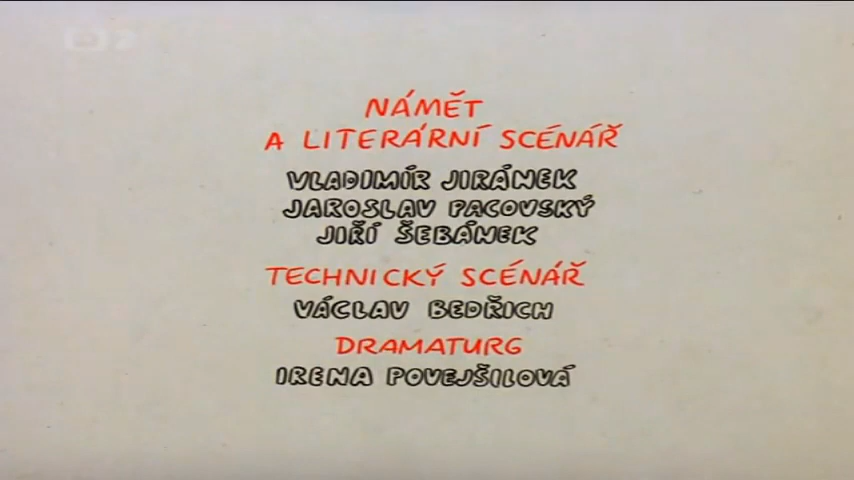 NÁMĚT
A LITERÁRNÍ SCÉNÁŘ
VLADIMÍR JIRÁNEK
JAROSLAV PACOVSKÝ
JIŘÍ ŠEBÁNEK
TECHNICKÝ SCÉNÁŘ
VÁCLAV BEDŘICH
DRAMATURG
IRENA POVEJŠILOVÁ